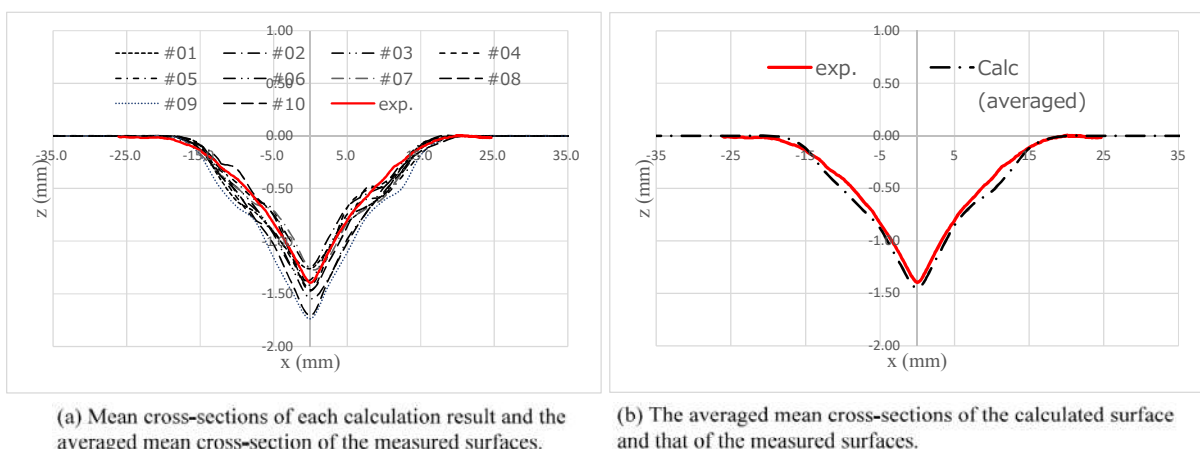 1.00
#01 #02 #03 #04
#05 #06 #07 #08
#09 #10 exp.
0.50
0.00
-35.0 -25.0 -15.0 -5.0 5.0 15.0 25.0 35.0
-0.50
-1.00
-1.50
-2.00
z (mm)
x (mm)
(a) Mean cross-sections of each calculation result and the
averaged mean cross-section of the measured surfaces.
1.00
exp. Calc
(averaged)
0.50
0.00
-35 -25 -15 -5 5 15 25 35
-0.50
-1.00
-1.50
-2.00
z (mm)
x (mm)
(b) The averaged mean cross-sections of the calculated surface
and that of the measured surfaces.